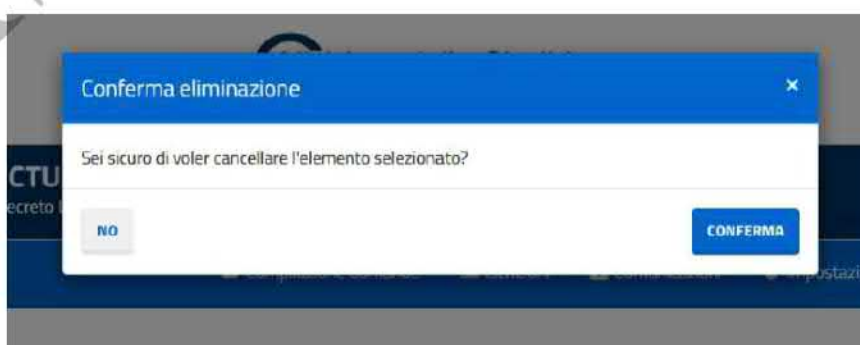 Conferma eliminazione
×
Sei sicuro di voler cancellare l'elemento selezionato?
CTU
ecreto
NO
CONFERMA